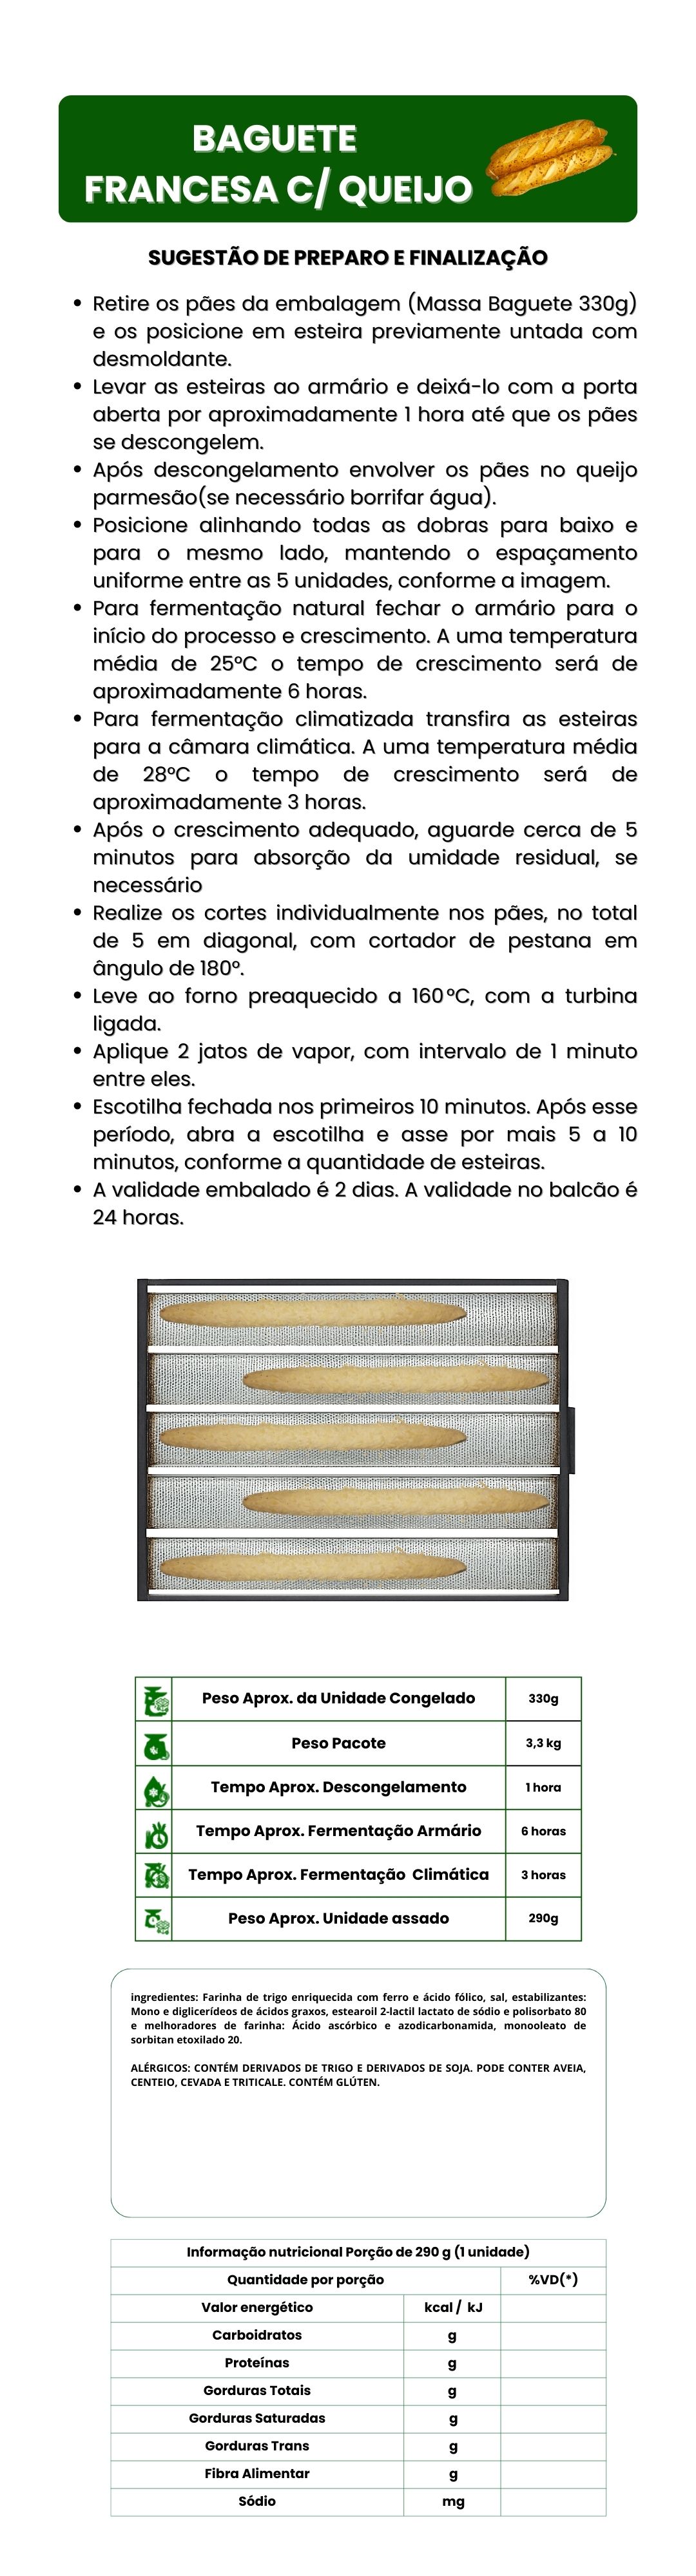 BAGUETE
FRANCESA C/ QUEIJO
SUGESTÃO DE PREPARO E FINALIZAÇÃO
• Retire os pães da embalagem (Massa Baguete 330g)
e os posicione em esteira previamente untada com
desmoldante.
• Levar as esteiras ao armário e deixá-lo com a porta
aberta por aproximadamente 1 hora até que os pães
se descongelem.
• Após descongelamento envolver os pães no queijo
parmesão(se necessário borrifar água).
• Posicione alinhando todas as dobras para baixo e
para o mesmo lado, mantendo o espaçamento
uniforme entre as 5 unidades, conforme a imagem.
• Para fermentação natural fechar o armário para o
início do processo e crescimento. A uma temperatura
média de 25°C o tempo de crescimento será de
aproximadamente 6 horas.
• Para fermentação climatizada transfira as esteiras
para a câmara climática. A uma temperatura média
de 28°C o tempo de crescimento será de
aproximadamente 3 horas.
• Após o crescimento adequado, aguarde cerca de 5
minutos para absorção da umidade residual, se
necessário
• Realize os cortes individualmente nos pães, no total
de 5 em diagonal, com cortador de pestana em
ângulo de 180°.
• Leve ao forno preaquecido a 160°C, com a turbina
ligada.
• Aplique 2 jatos de vapor, com intervalo de 1 minuto
entre eles.
• Escotilha fechada nos primeiros 10 minutos. Após esse
período, abra a escotilha e asse por mais 5 a 10
minutos, conforme a quantidade de esteiras.
• A validade embalado é 2 dias. A validade no balcão é
24 horas.
Peso Aprox. da Unidade Congelado 330g
Peso Pacote 3,3 kg
Tempo Aprox. Descongelamento 1 hora
Tempo Aprox. Fermentação Armário 6 horas
Tempo Aprox. Fermentação Climática 3 horas
Peso Aprox. Unidade assado 290g
ingredientes: Farinha de trigo enriquecida com ferro e ácido fólico, sal, estabilizantes:
Mono e diglicerídeos de ácidos graxos, estearoil 2-lactil lactato de sódio e polisorbato 80
e melhoradores de farinha: Ácido ascórbico e azodicarbonamida, monooleato de
sorbitan etoxilado 20.
ALÉRGICOS: CONTÉM DERIVADOS DE TRIGO E DERIVADOS DE SOJA. PODE CONTER AVEIA,
CENTEIO, CEVADA E TRITICALE. CONTÉM GLÚTEN.
Informação nutricional Porção de 290 g (1 unidade)
Quantidade por porção %VD(*)
Valor energético kcal / kJ
Carboidratos g
Proteínas g
Gorduras Totais g
Gorduras Saturadas g
Gorduras Trans g
Fibra Alimentar g
Sódio mg